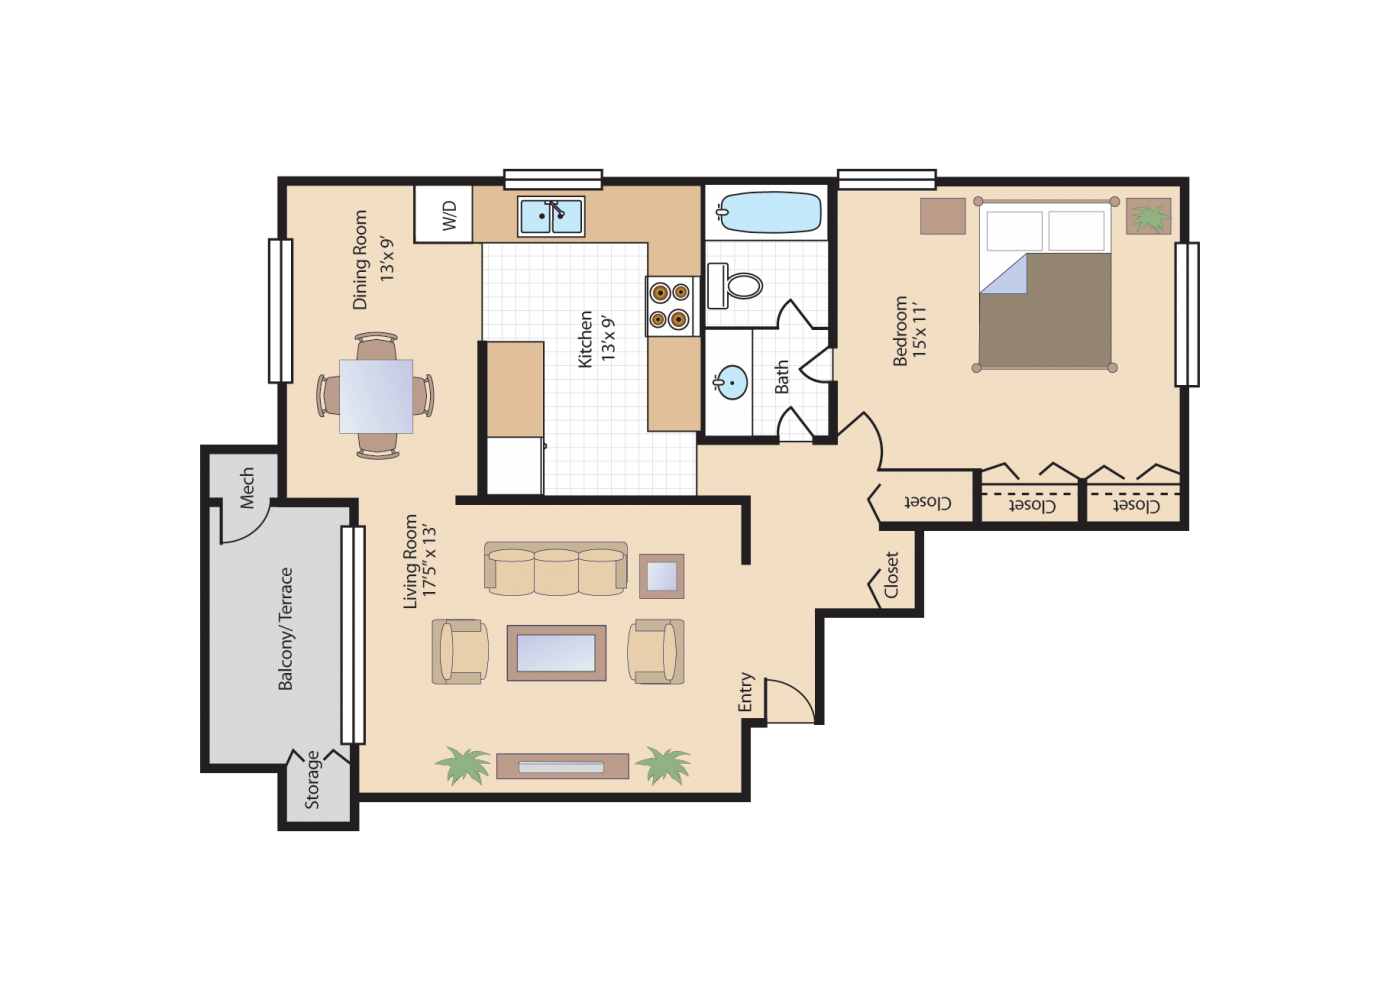 W/D
Dining Room
13'x 9'
Kitchen
13'x 9'
Bath
Bedroom
15'x 11'
Mech
Closet
Closet
Closet
Living Room
17'5" x 13'
Closet
Balcony/Terrace
Entry
Storage